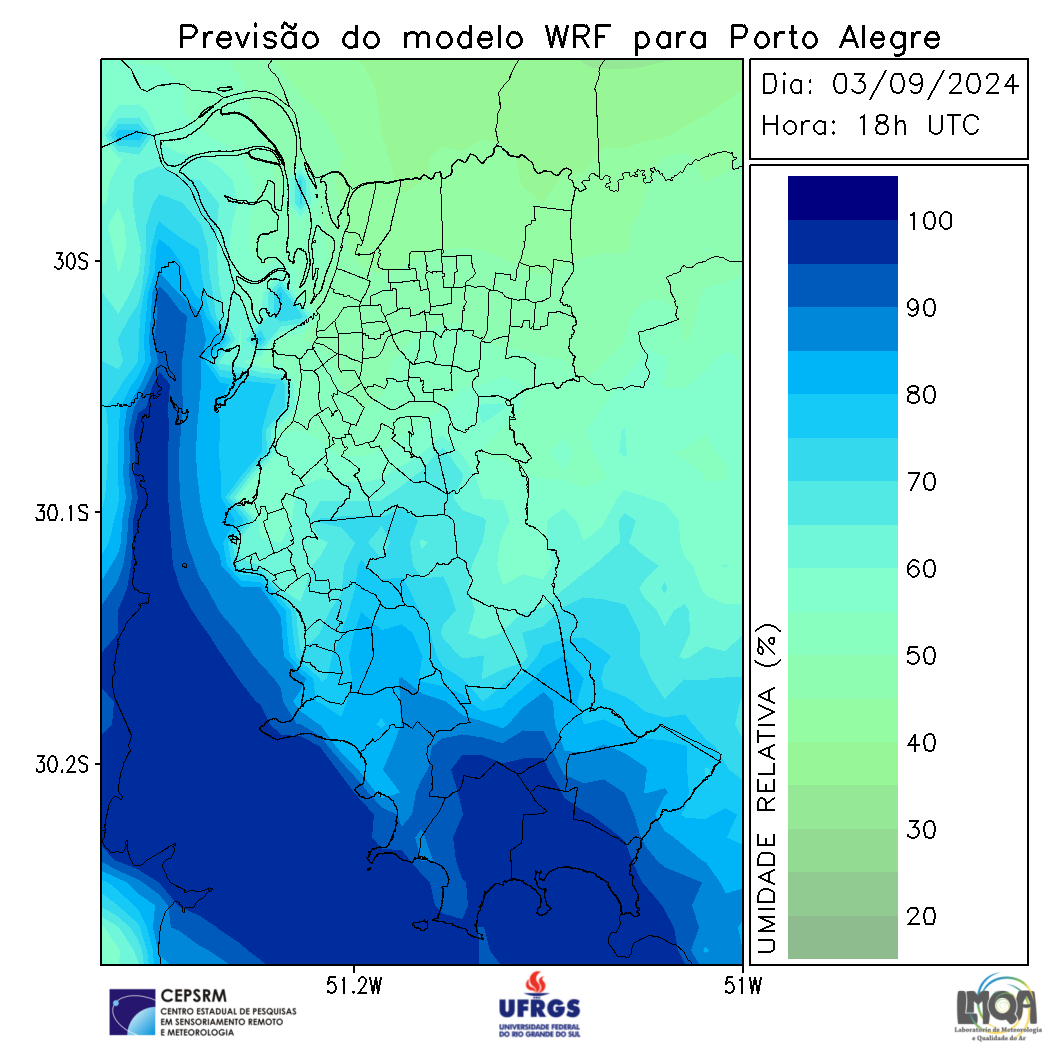 Previsão do modelo WRF para Porto Alegre
Dia: 03/09/2024
Hora: 18h UTC
30S
30.1S
30.2S
51.2W
51W
UMIDADE RELATIVA (%)
100
90
80
70
60
50
40
30
20
CEPSRM
CENTRO ESTADUAL DE PESQUISAS
EM SENSORIAMENTO REMOTO
E METEOROLOGIA
UFRGS
UNIVERSIDADE FEDERAL
DO RIO GRANDE DO SUL
LMQA
Laboratório de Meteorologia
e Qualidade do Ar